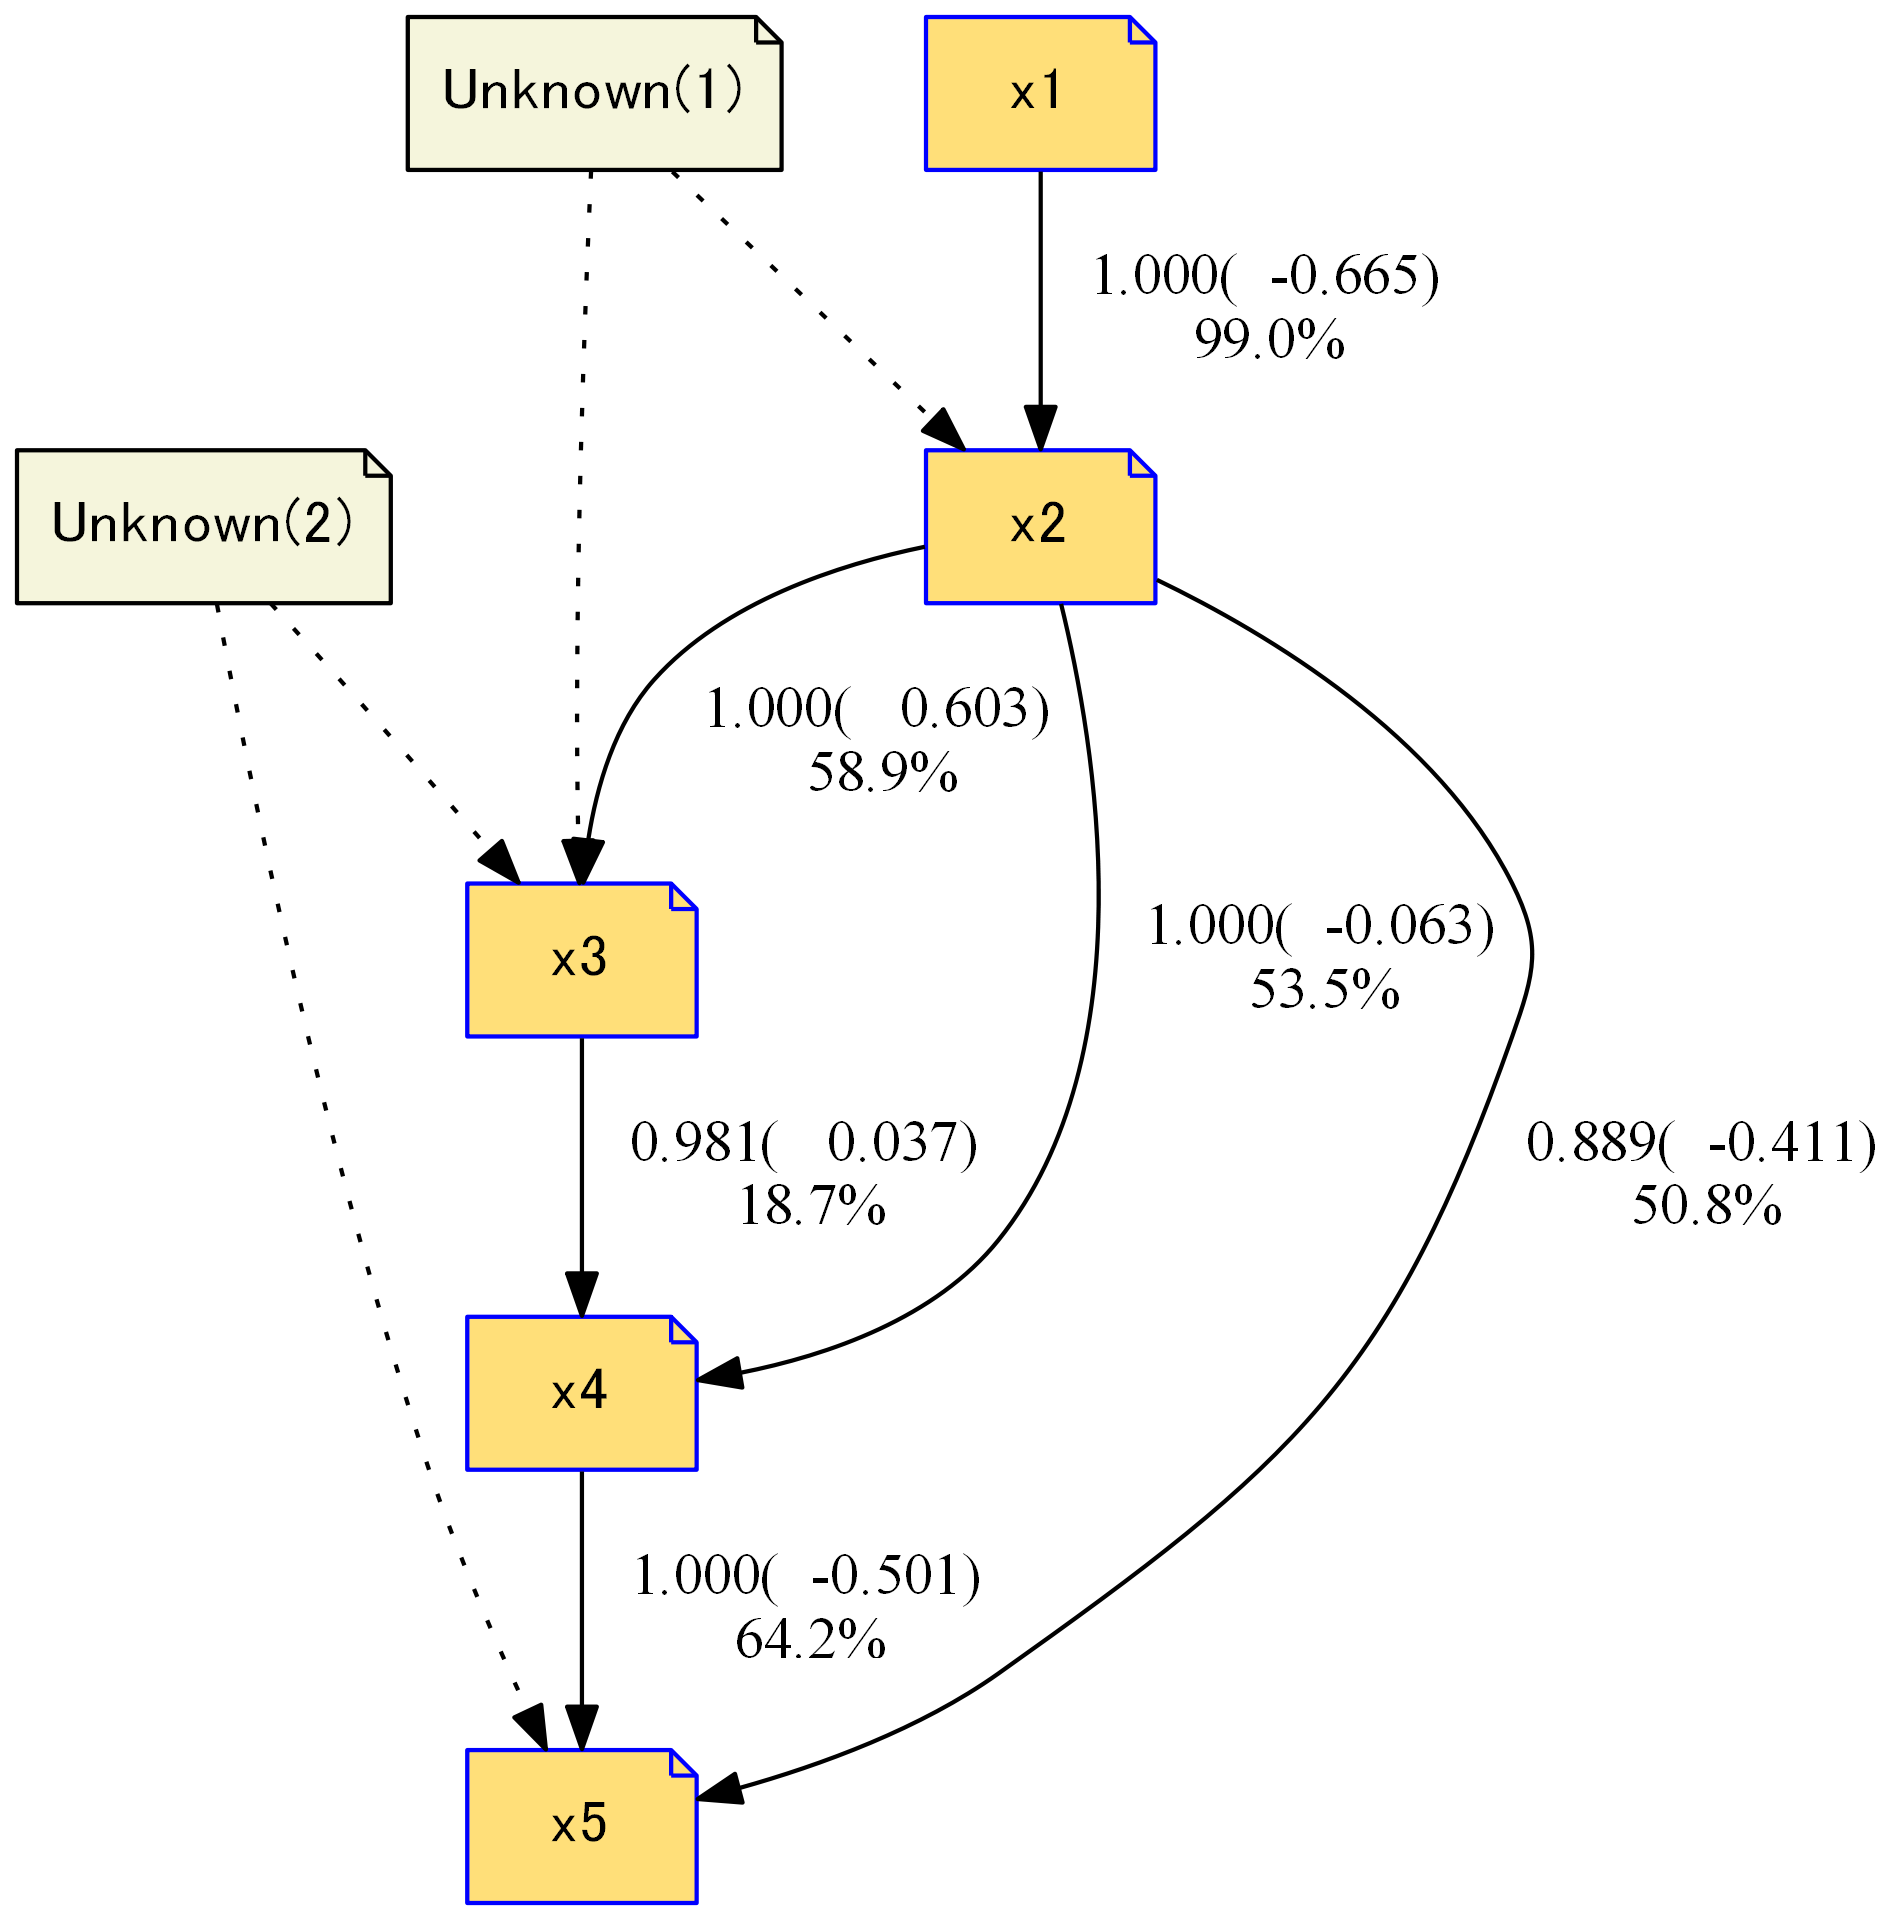 Unknown(1)
x1
1.000(  -0.665)
99.0%
Unknown(2)
x2
1.000(   0.603)
58.9%
x3
1.000(  -0.063)
53.5%
0.981(   0.037)
18.7%
0.889(  -0.411)
50.8%
x4
1.000(  -0.501)
64.2%
x5